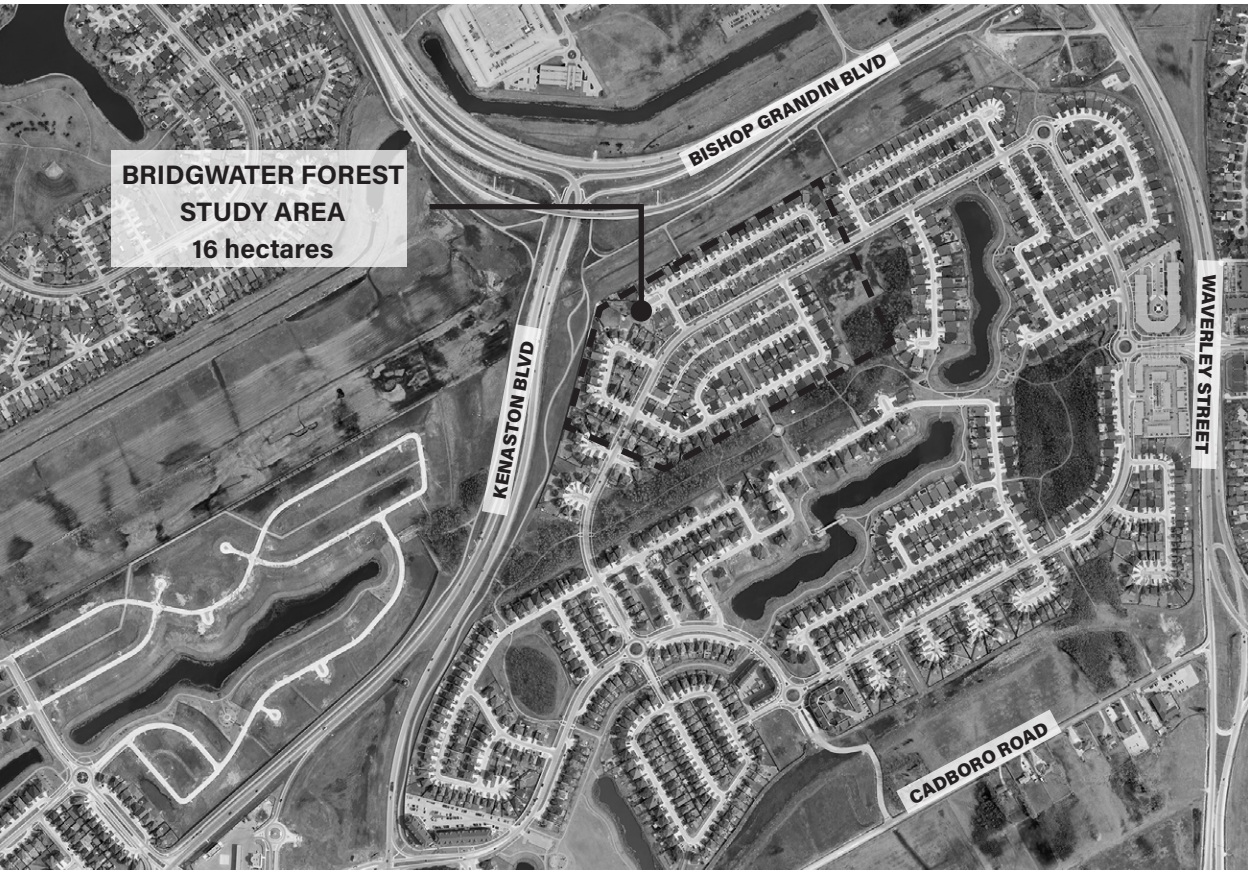 BISHOP GRANDIN BLVD
BRIDGWATER FOREST
STUDY AREA
16 hectares
KENASTON BLVD
WAVERLEY STREET
CADBORO ROAD